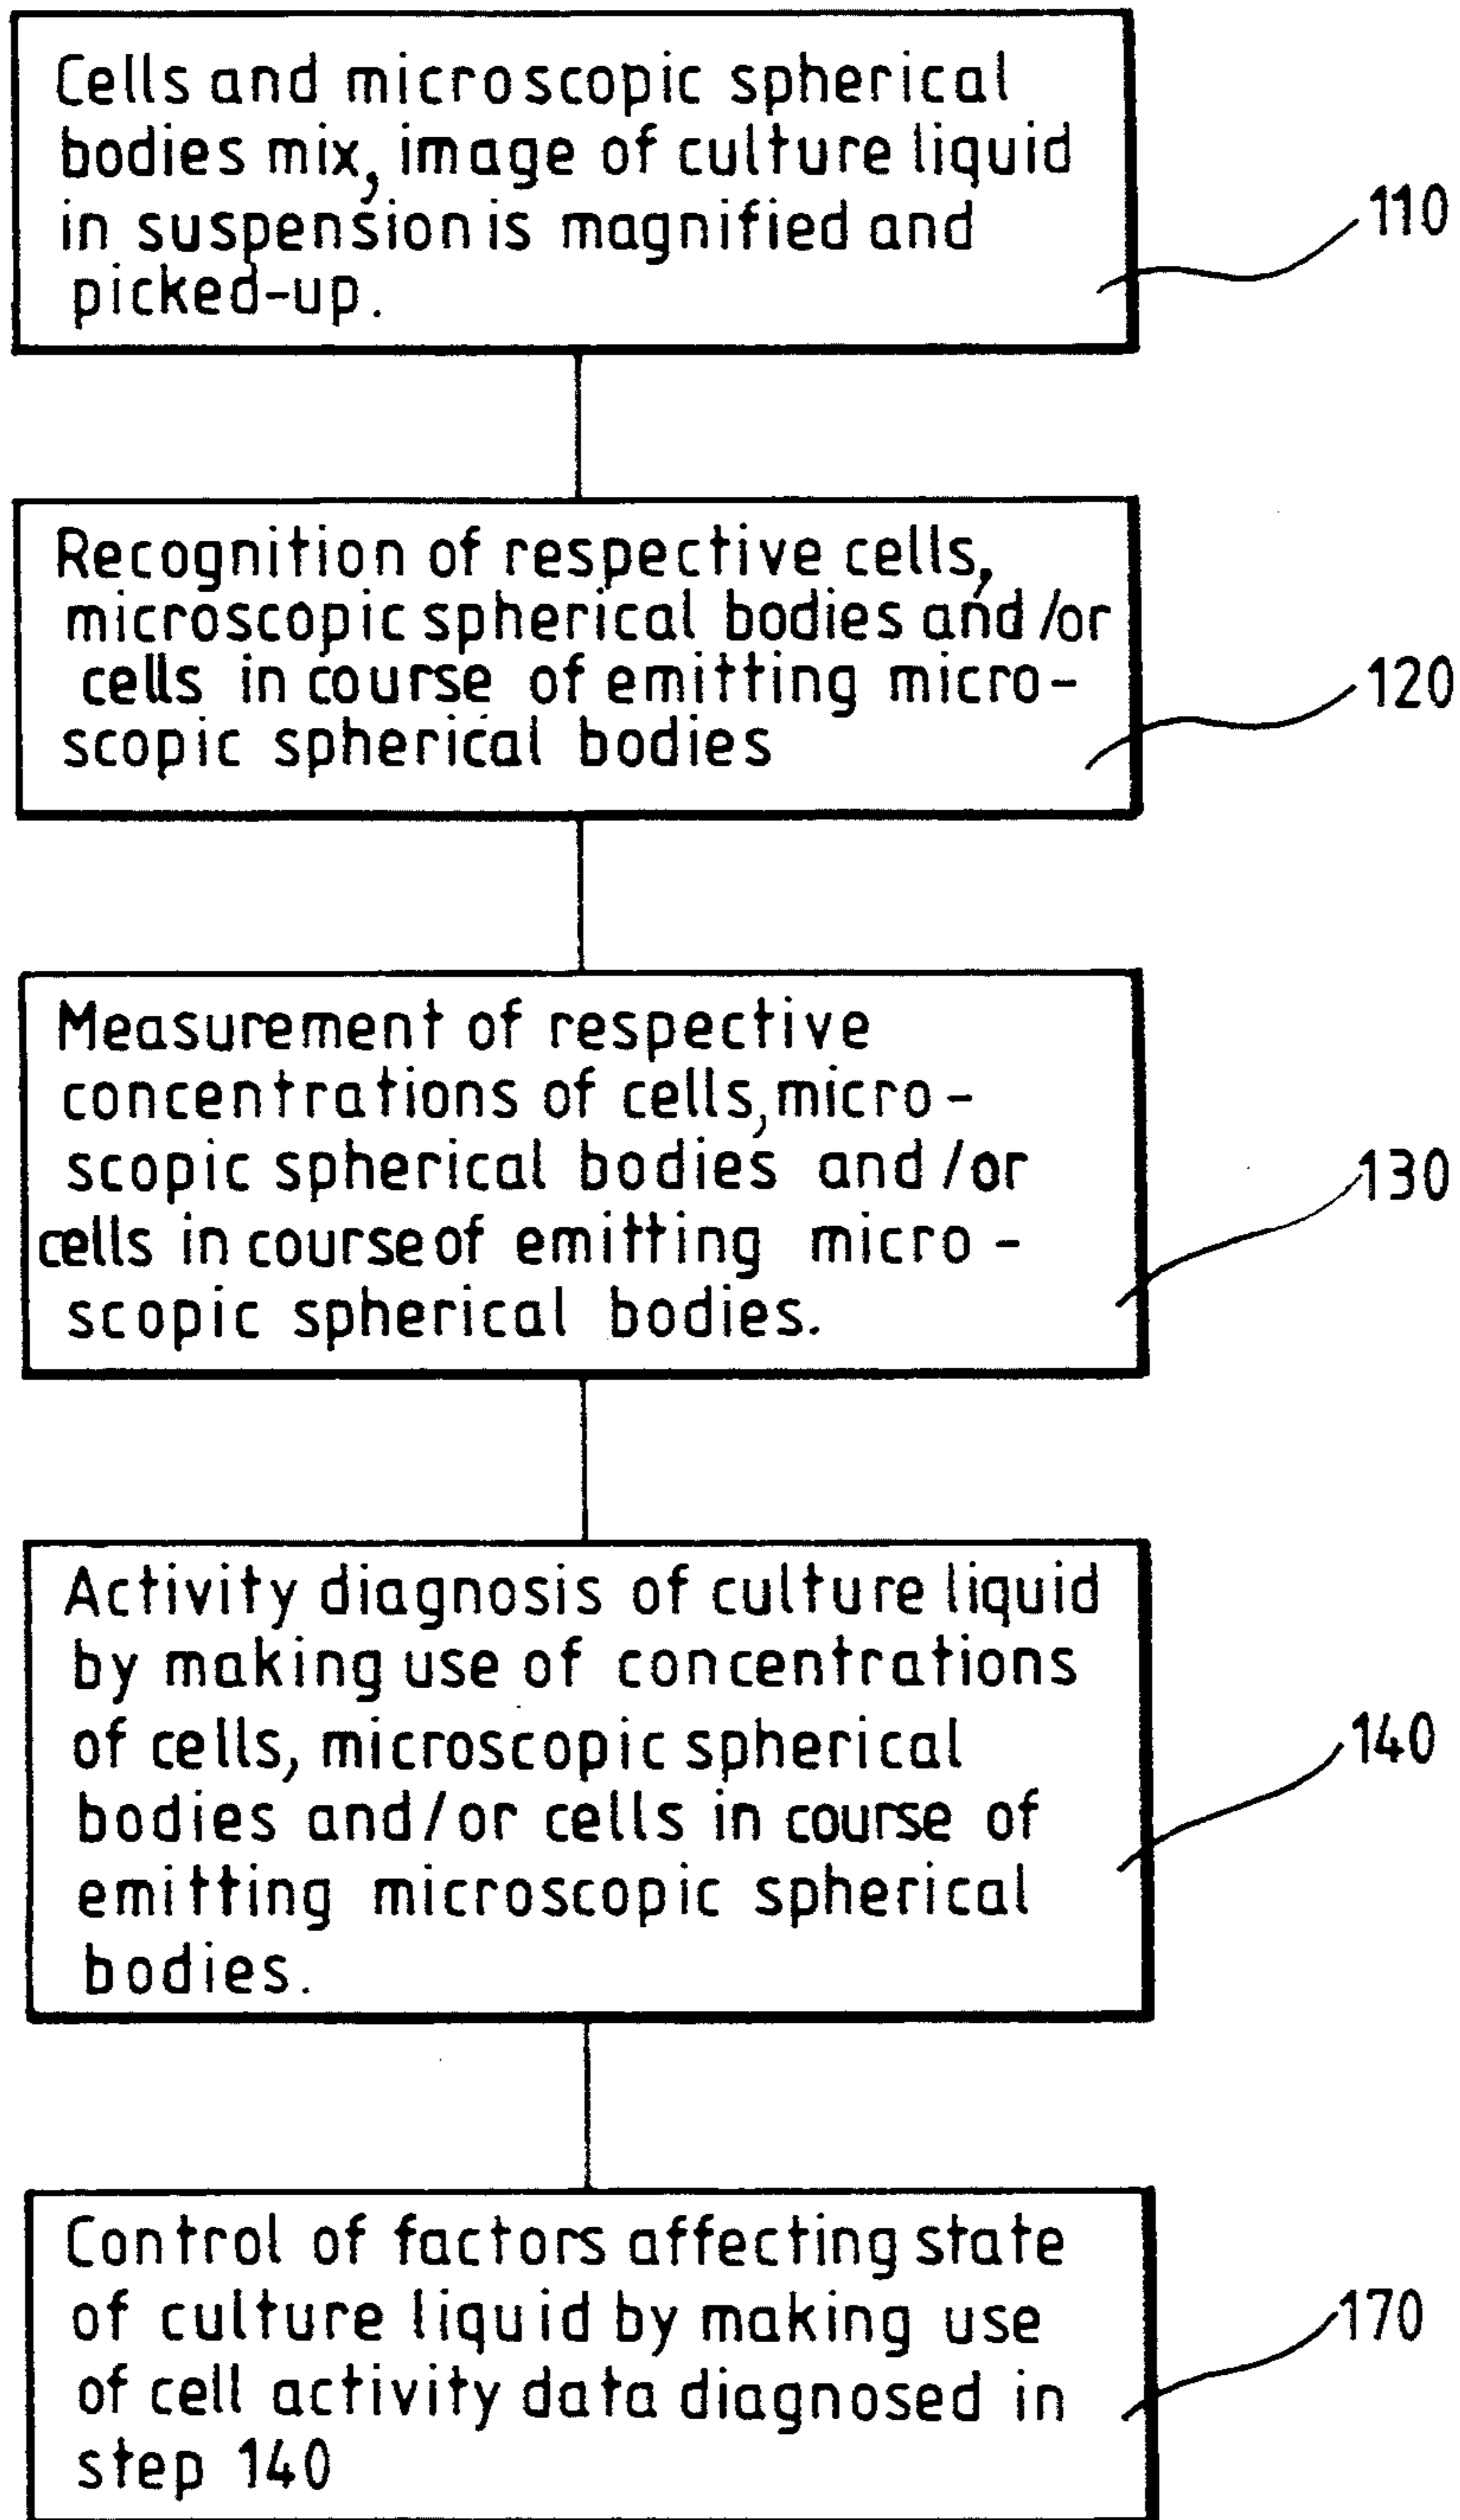 Cells and microscopic spherical
bodies mix, image of culture liquid
in suspension is magnified and
picked-up.
110
Recognition of respective cells,
microscopic spherical bodies and/or
cells in course of emitting micro-
scopic spherical bodies
120
Measurement of respective
concentrations of cells, micro-
scopic spherical bodies and/or
cells in course of emitting micro-
scopic spherical bodies.
130
Activity diagnosis of culture liquid
by making use of concentrations
of cells, microscopic spherical
bodies and/or cells in course of
emitting microscopic spherical
bodies.
140
Control of factors affecting state
of culture liquid by making use
of cell activity data diagnosed in
step 140
170